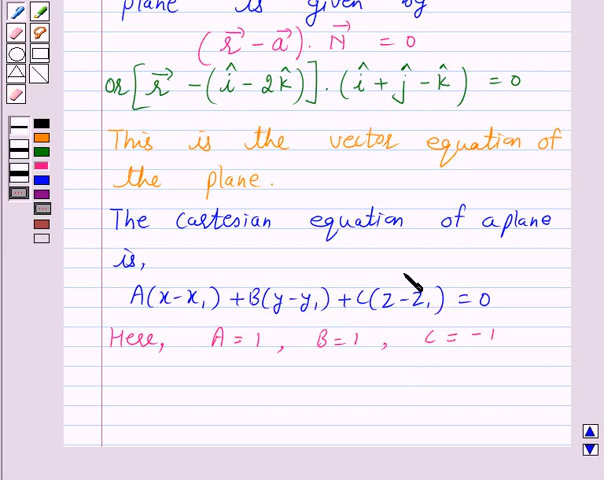 plane is given by
(r⃗ - a⃗). N⃗ = 0
or [r⃗ - (î - 2k̂)] . (î + ĵ - k̂) = 0
This is the vector equation of
the plane.
The cartesian equation of a plane
is,
A(x-x₁) + B(y-y₁) + C(z-z₁) = 0
Here, A = 1 , B = 1 , C = -1